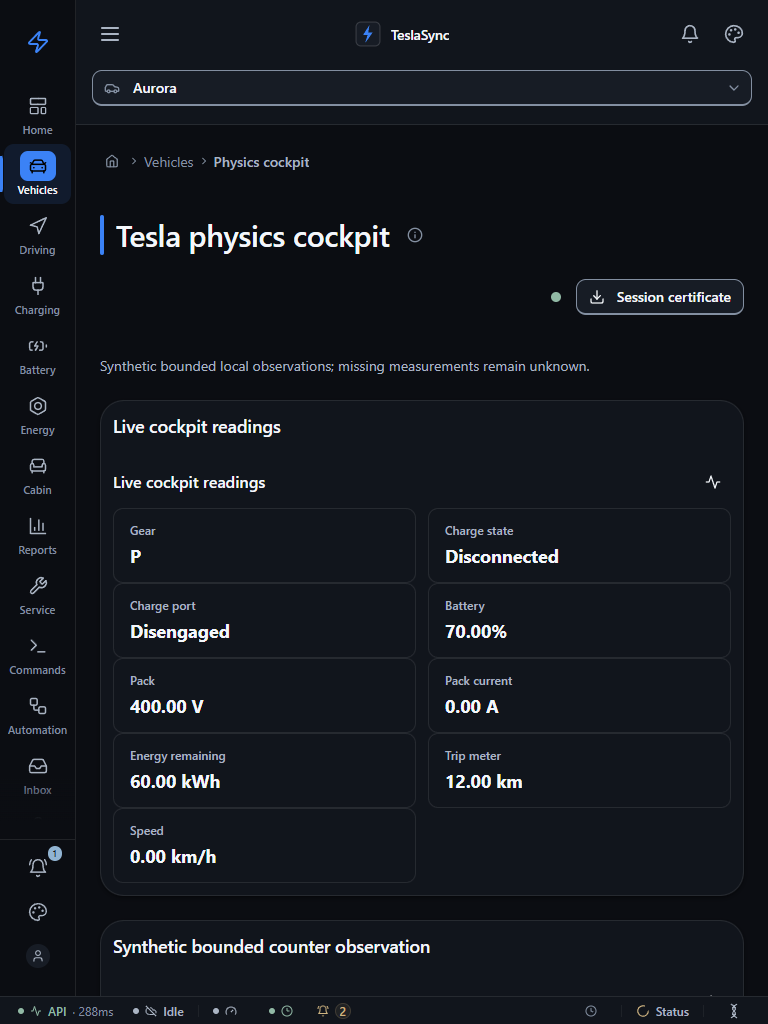 TeslaSync
Aurora
Home
Vehicles
Driving
Charging
Battery
Energy
Cabin
Reports
Service
Commands
Automation
Inbox
1
Vehicles
Physics cockpit
Tesla physics cockpit
Session certificate
Synthetic bounded local observations; missing measurements remain unknown.
Live cockpit readings
Live cockpit readings
Gear
P
Charge state
Disconnected
Charge port
Disengaged
Battery
70.00%
Pack
400.00 V
Pack current
0.00 A
Energy remaining
60.00 kWh
Trip meter
12.00 km
Speed
0.00 km/h
Synthetic bounded counter observation
API · 288ms
Idle
2
Status